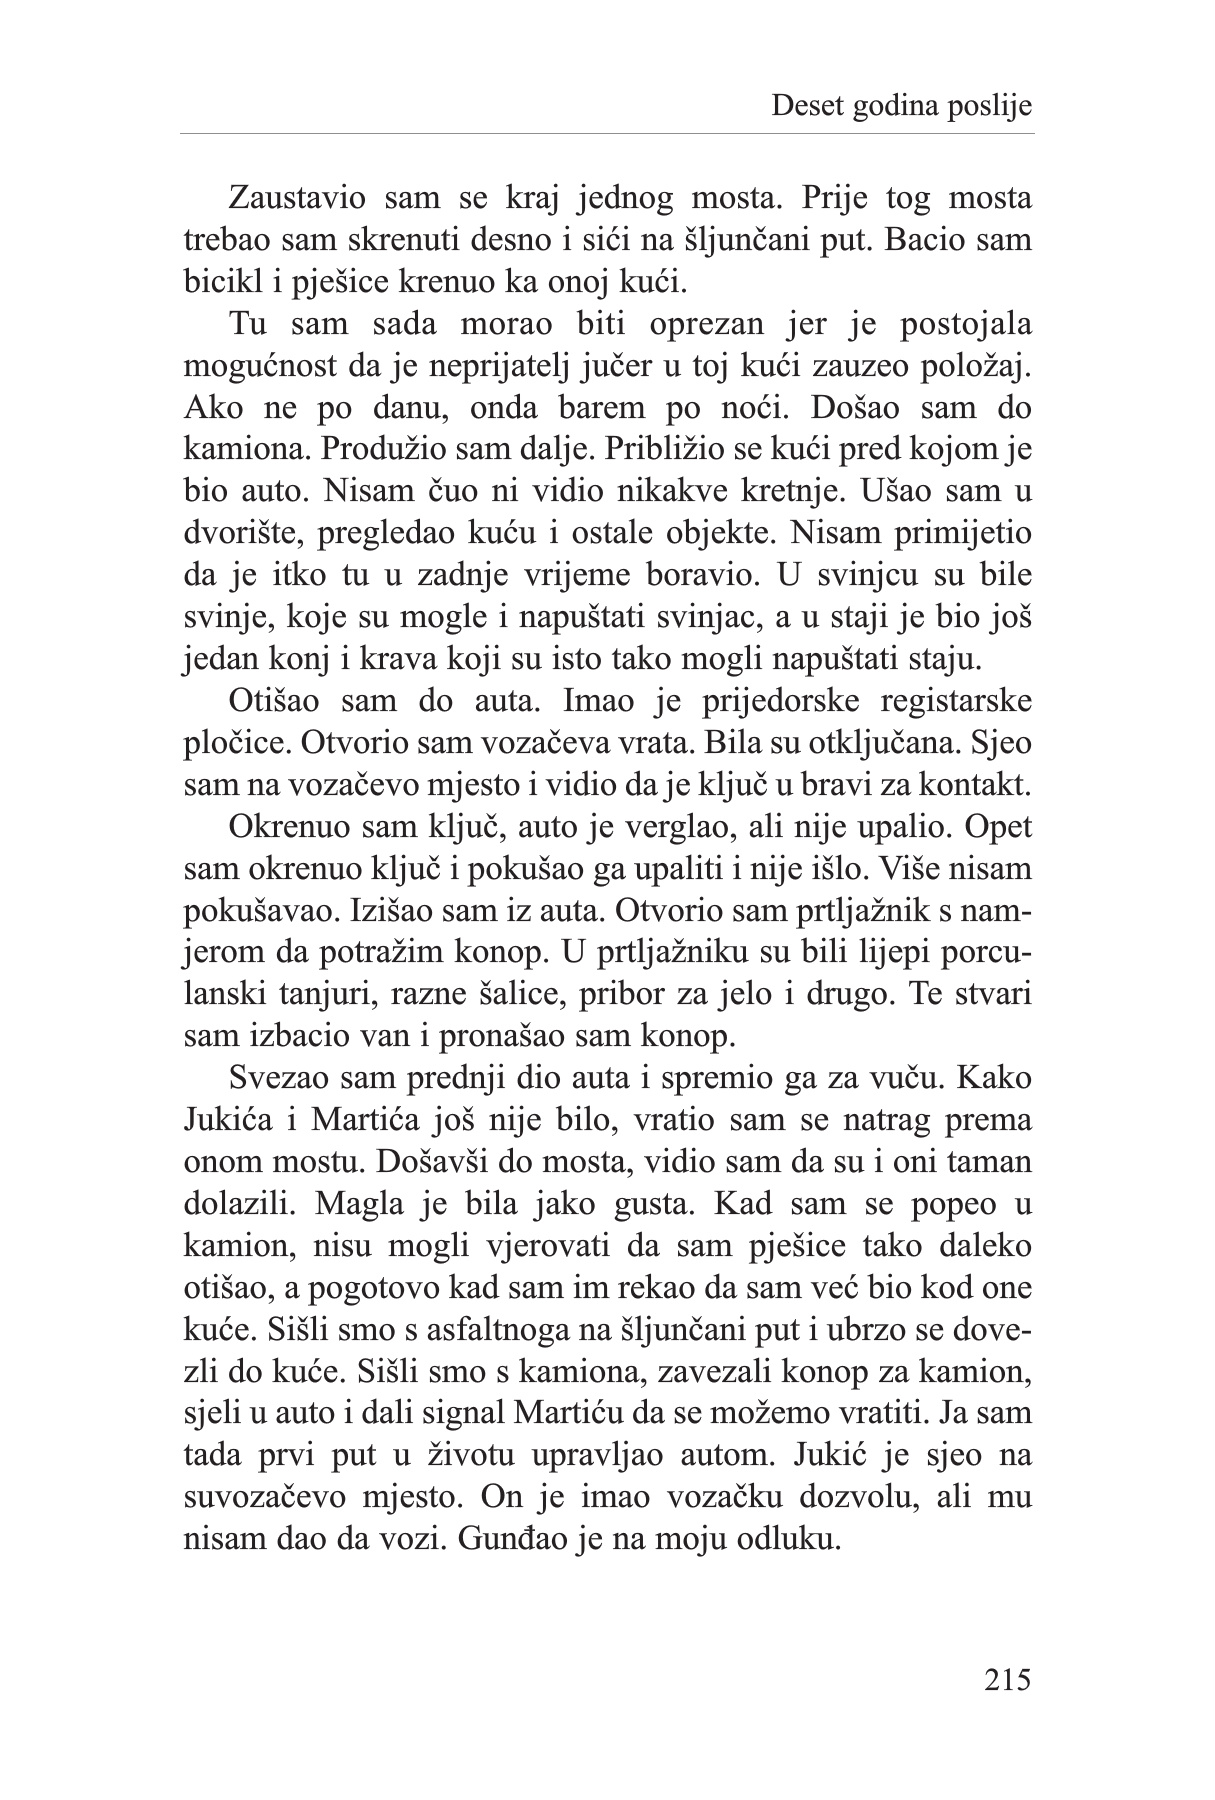 Deset godina poslije
Zaustavio sam se kraj jednog mosta. Prije tog mosta
trebao sam skrenuti desno i sići na šljunčani put. Bacio sam
bicikl i pješice krenuo ka onoj kući.
Tu sam sada morao biti oprezan jer je postojala
mogućnost da je neprijatelj jučer u toj kući zauzeo položaj.
Ako ne po danu, onda barem po noći. Došao sam do
kamiona. Produžio sam dalje. Približio se kući pred kojom je
bio auto. Nisam čuo ni vidio nikakve kretnje. Ušao sam u
dvorište, pregledao kuću i ostale objekte. Nisam primijetio
da je itko tu u zadnje vrijeme boravio. U svinjcu su bile
svinje, koje su mogle i napuštati svinjac, a u staji je bio još
jedan konj i krava koji su isto tako mogli napuštati staju.
Otišao sam do auta. Imao je prijedorske registarske
pločice. Otvorio sam vozačeva vrata. Bila su otključana. Sjeo
sam na vozačevo mjesto i vidio da je ključ u bravi za kontakt.
Okrenuo sam ključ, auto je verglao, ali nije upalio. Opet
sam okrenuo ključ i pokušao ga upaliti i nije išlo. Više nisam
pokušavao. Izišao sam iz auta. Otvorio sam prtljažnik s nam-
jerom da potražim konop. U prtljažniku su bili lijepi porcu-
lanski tanjuri, razne šalice, pribor za jelo i drugo. Te stvari
sam izbacio van i pronašao sam konop.
Svezao sam prednji dio auta i spremio ga za vuču. Kako
Jukića i Martića još nije bilo, vratio sam se natrag prema
onom mostu. Došavši do mosta, vidio sam da su i oni taman
dolazili. Magla je bila jako gusta. Kad sam se popeo u
kamion, nisu mogli vjerovati da sam pješice tako daleko
otišao, a pogotovo kad sam im rekao da sam već bio kod one
kuće. Sišli smo s asfaltnoga na šljunčani put i ubrzo se dove-
zli do kuće. Sišli smo s kamiona, zavezali konop za kamion,
sjeli u auto i dali signal Martiću da se možemo vratiti. Ja sam
tada prvi put u životu upravljao autom. Jukić je sjeo na
suvozačevo mjesto. On je imao vozačku dozvolu, ali mu
nisam dao da vozi. Gunđao je na moju odluku.
215